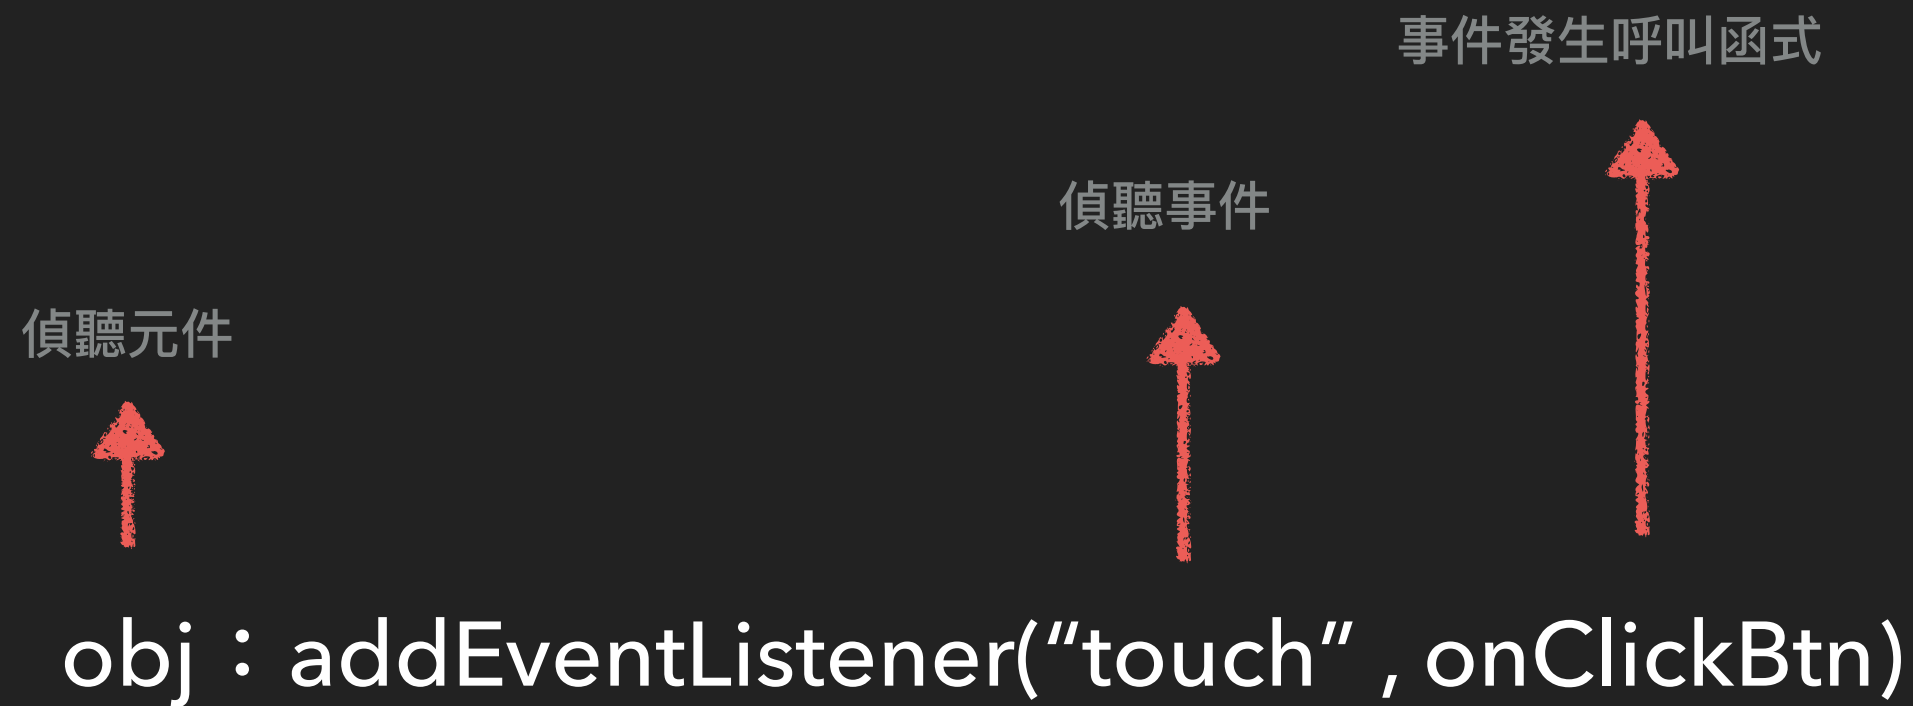 事件發生呼叫函式
偵聽事件
偵聽元件
obj：addEventListener(“touch” , onClickBtn)